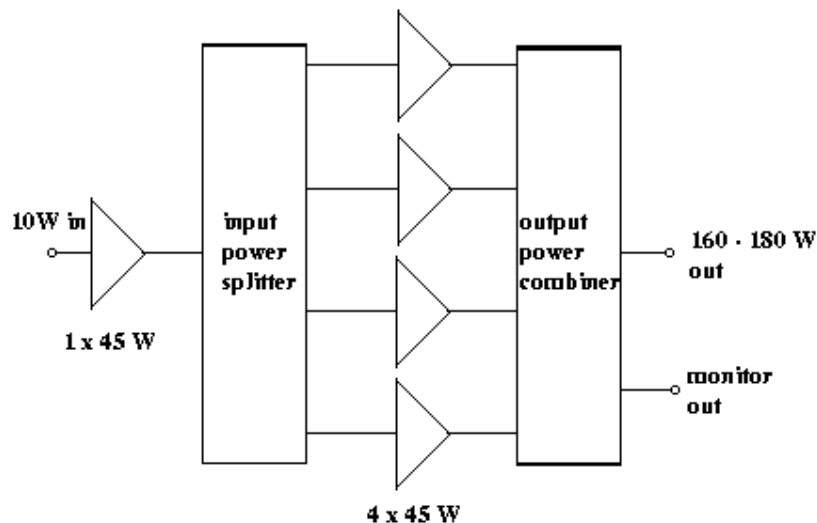 10W in
1 x 45 W
input
power
splitter
4 x 45 W
output
power
combiner
160 - 180 W
out
monitor
out